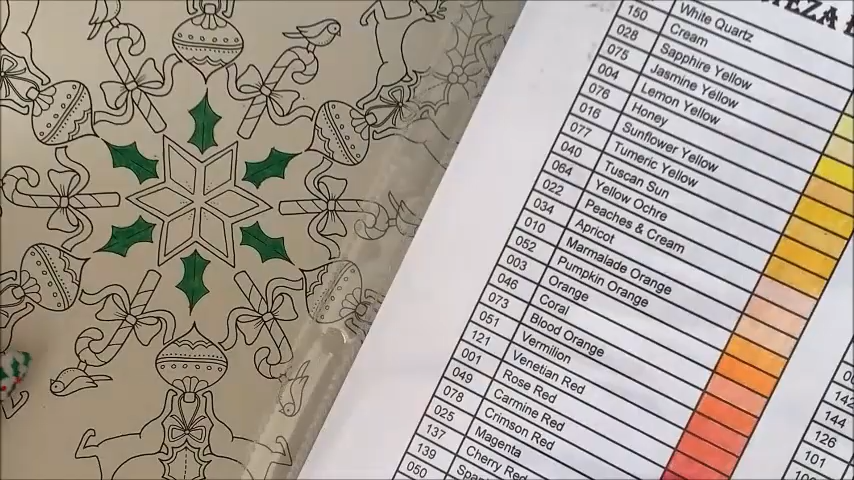 TEZA
White Quartz
150 Cream
028 Sapphire Yellow
075 Jasmine Yellow
004 Lemon Yellow
076 Honey
016 Sunflower Yellow
077 Tumeric Yellow
040 Tuscan Sun
064 Yellow Ochre
022 Peaches & Cream
034 Apricot
010 Marmalade Orange
052 Pumpkin Orange
003 Orange
046 Coral
073 Blood Orange
051 Vermilion
121 Venetian Red
001 Rose Red
049 Carmine Red
078 Crimson Red
025 Magenta
137 Cherry Red
139
050
144
126
101